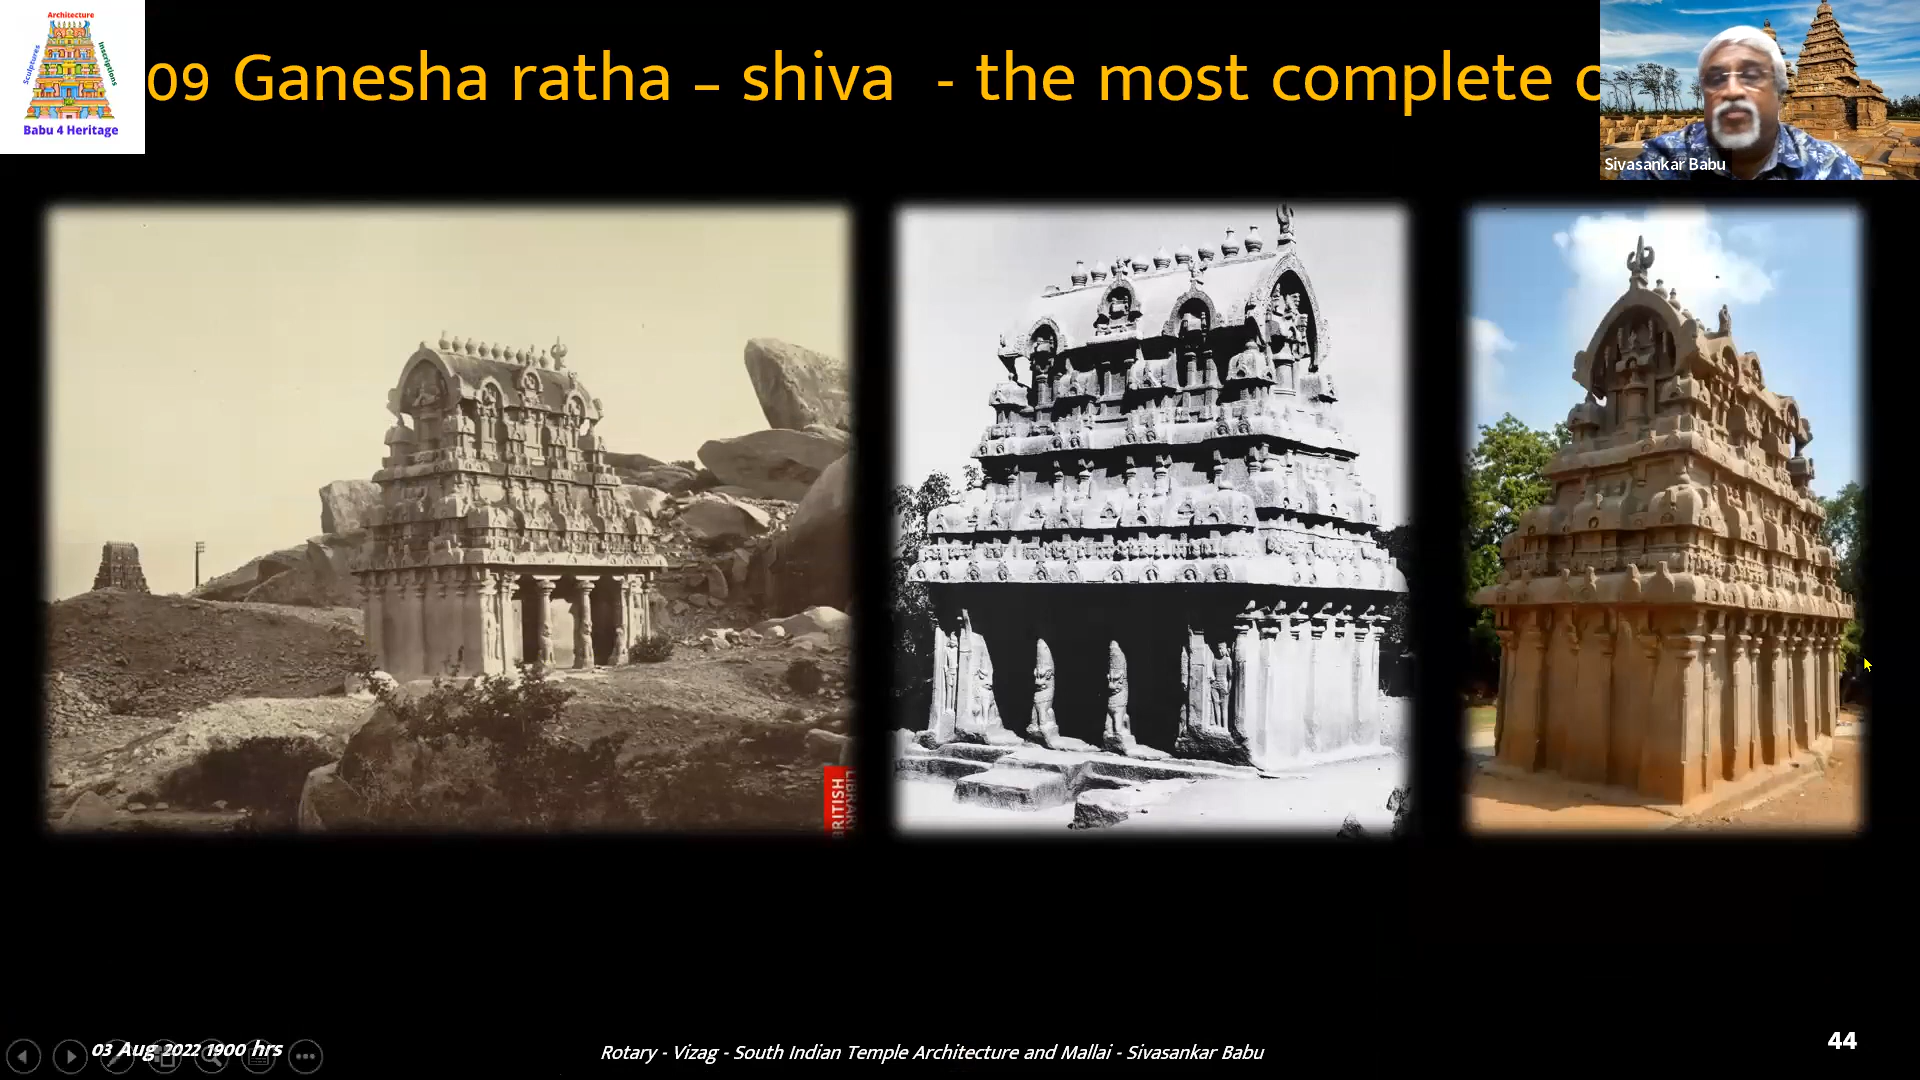 Architecture
Sculptures
Inscriptions
Babu 4 Heritage
09 Ganesha ratha – shiva - the most complete
Sivasankar Babu
BRITISH
LIBRARY
03 Aug 2022 1900 hrs
Rotary - Vizag - South Indian Temple Architecture and Mallai - Sivasankar Babu
44